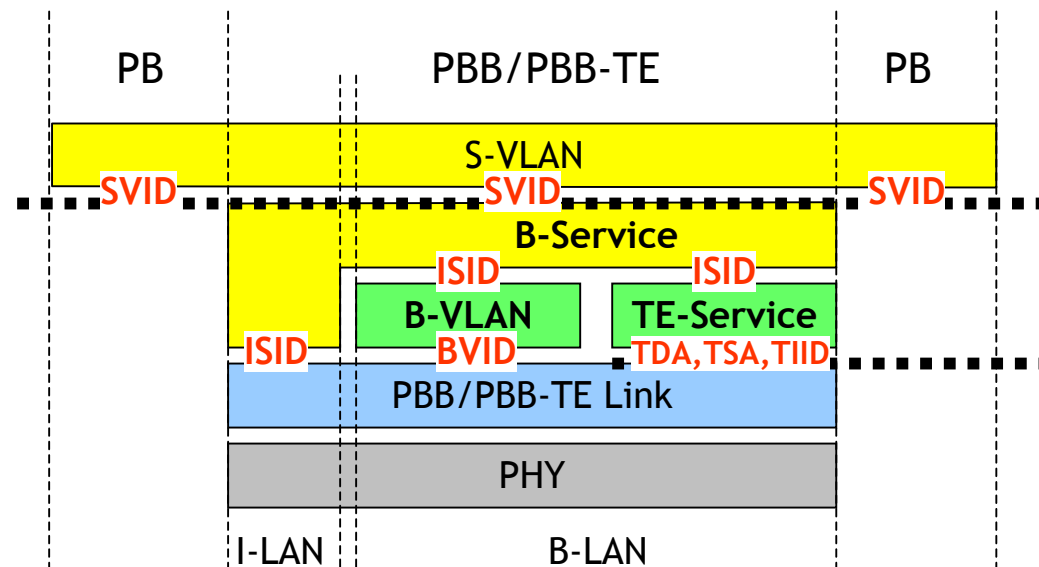 PB PBB/PBB-TE PB
S-VLAN
SVID SVID SVID
B-Service
ISID ISID
B-VLAN TE-Service
ISID BVID TDA,TSA,TIID
PBB/PBB-TE Link
PHY
I-LAN B-LAN